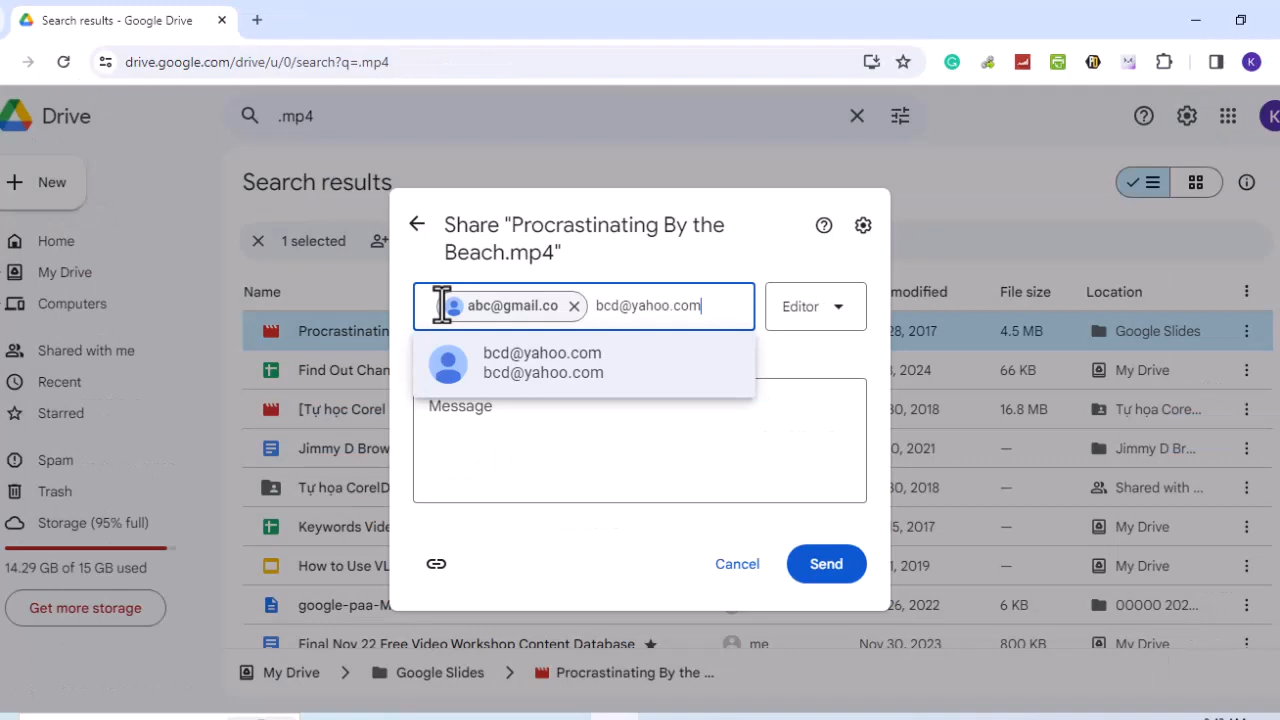 Search results - Google Drive
drive.google.com/drive/u/0/search?q=.mp4
K
Drive
.mp4
K
New
Search results
Home
1 selected
My Drive
Computers
Shared with me
Recent
Starred
Spam
Trash
Storage (95% full)
14.29 GB of 15 GB used
Get more storage
Share "Procrastinating By the
Beach.mp4"
abc@gmail.co
bcd@yahoo.com
Editor
bcd@yahoo.com
bcd@yahoo.com
Message
Cancel
Send
Name
modified
File size
Location
Procrastinatin
28, 2017
4.5 MB
Google Slides
Find Out Chan
, 2024
66 KB
My Drive
[Tự học Corel
30, 2018
16.8 MB
Tự họa Core...
Jimmy D Brow
30, 2021
—
Jimmy D Br...
Tự học CorelD
30, 2018
—
Shared with ...
Keywords Vide
5, 2017
—
My Drive
How to Use VL
1, 2019
—
My Drive
google-paa-M
26, 2022
6 KB
00000 202...
Final Nov 22 Free Video Workshop Content Database
me
Nov 30, 2023
800 KB
My Drive
My Drive
Google Slides
Procrastinating By the ...